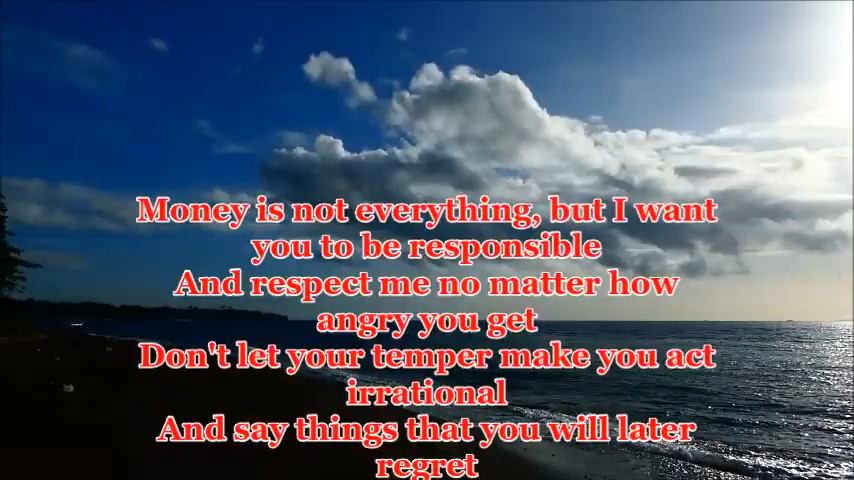 Money is not everything, but I want
you to be responsible
And respect me no matter how
angry you get
Don't let your temper make you act
irrational
And say things that you will later
regret